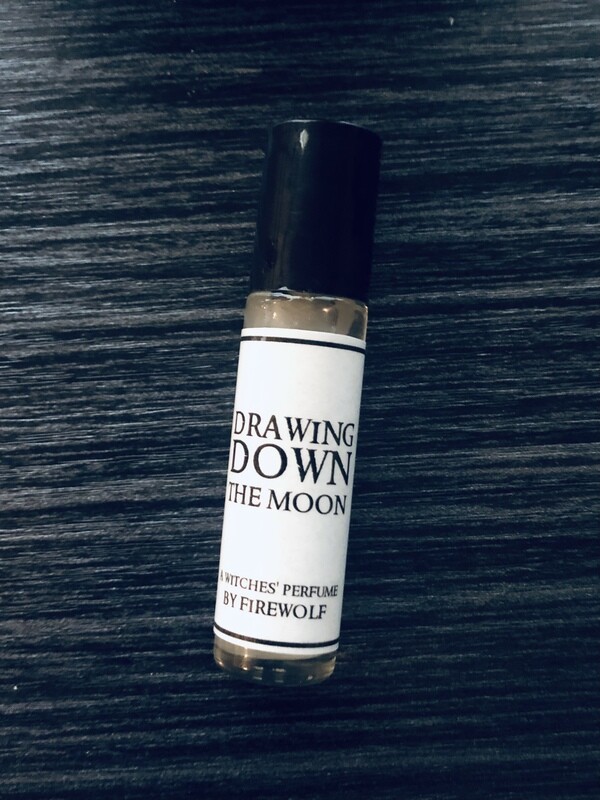 DRAWING
DOWN
THE MOON
A WITCHES' PERFUME
BY FIREWOLF